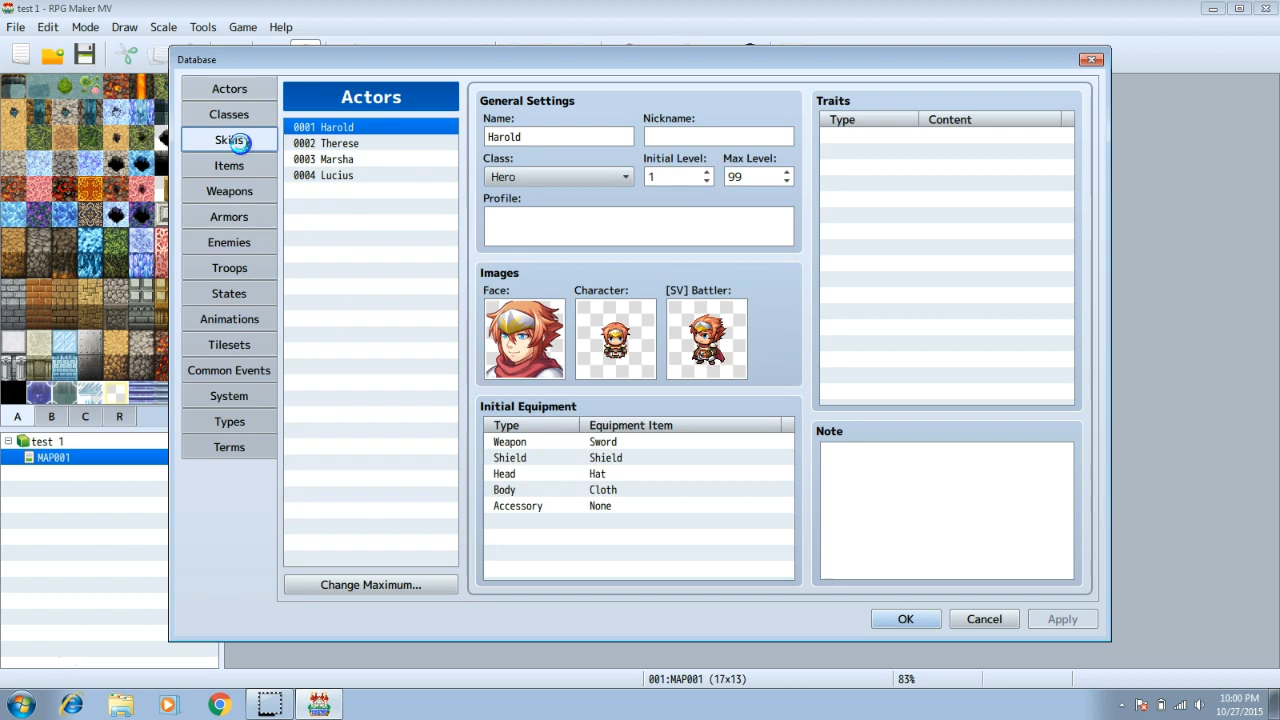 test 1 - RPG Maker MV
File Edit Mode Draw Scale Tools Game Help
Database
Actors
Classes
Skills
Items
Weapons
Armors
Enemies
Troops
States
Animations
Tilesets
Common Events
System
Types
Terms
Actors
0001 Harold
0002 Therese
0003 Marsha
0004 Lucius
Change Maximum...
General Settings
Name: Nickname:
Harold
Class: Initial Level: Max Level:
Hero 1 99
Profile:
Images
Face: Character: [SV] Battler:
Initial Equipment
Type Equipment Item
Weapon Sword
Shield Shield
Head Hat
Body Cloth
Accessory None
Traits
Type Content
Note
OK Cancel Apply
A B C R
test 1
MAP001
001:MAP001 (17x13) 83%
10:00 PM
10/27/2015